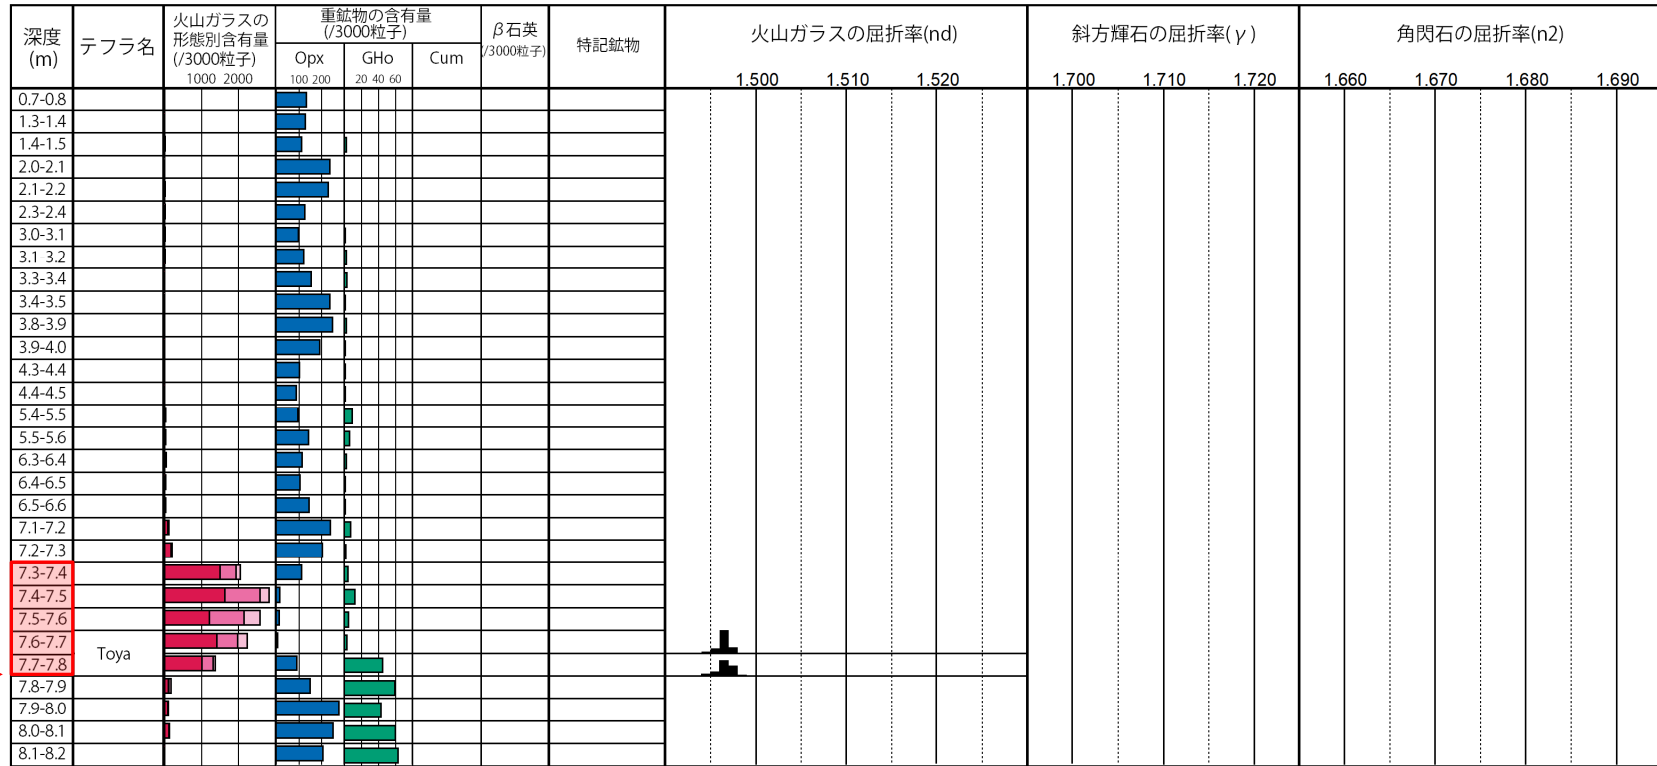 深度
(m)
テフラ名
火山ガラスの
形態別含有量
(/3000粒子)
1000 2000
重鉱物の含有量
(/3000粒子)
Opx
100 200
GHo
20 40 60
Cum
β石英
(/3000粒子)
特記鉱物
火山ガラスの屈折率(nd)
1.500 1.510 1.520
斜方輝石の屈折率(γ)
1.700 1.710 1.720
角閃石の屈折率(n2)
1.660 1.670 1.680 1.690
0.7-0.8
1.3-1.4
1.4-1.5
2.0-2.1
2.1-2.2
2.3-2.4
3.0-3.1
3.1 3.2
3.3-3.4
3.4-3.5
3.8-3.9
3.9-4.0
4.3-4.4
4.4-4.5
5.4-5.5
5.5-5.6
6.3-6.4
6.4-6.5
6.5-6.6
7.1-7.2
7.2-7.3
7.3-7.4
7.4-7.5
7.5-7.6
7.6-7.7
Toya
7.7-7.8
7.8-7.9
7.9-8.0
8.0-8.1
8.1-8.2